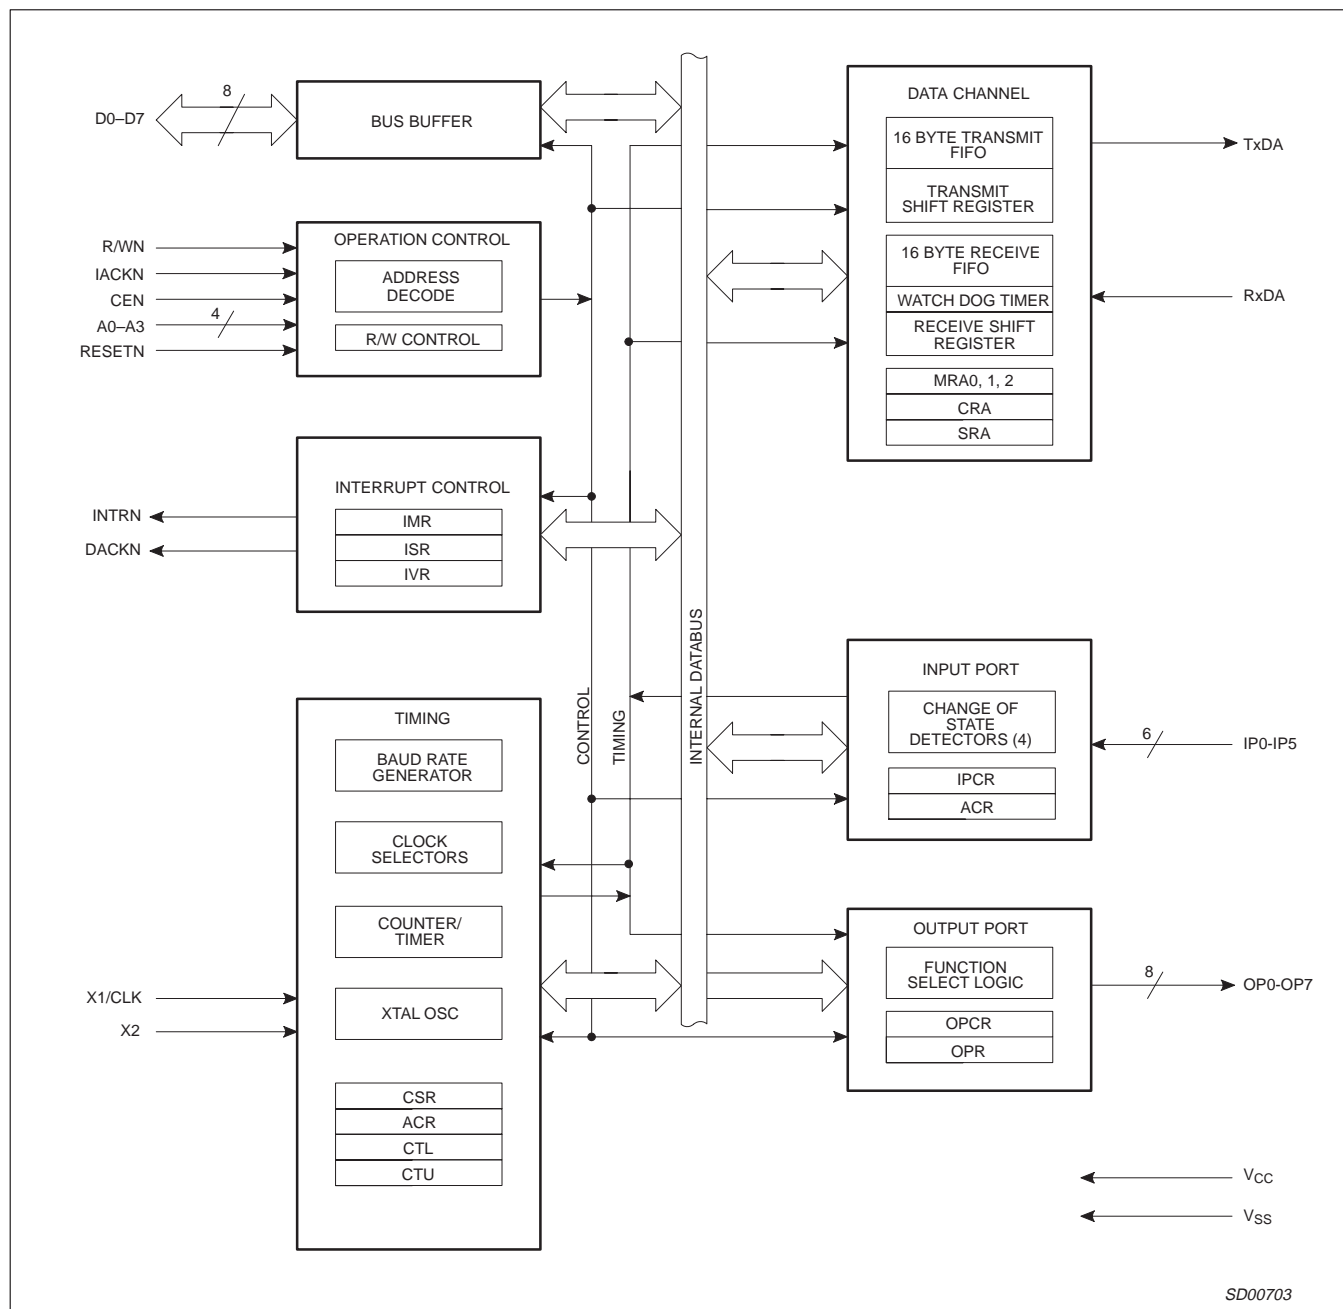 D0–D7
8
BUS BUFFER
R/WN
IACKN
CEN
A0–A3
4
RESETN
OPERATION CONTROL
ADDRESS
DECODE
R/W CONTROL
INTRN
DACKN
INTERRUPT CONTROL
IMR
ISR
IVR
TIMING
BAUD RATE
GENERATOR
CLOCK
SELECTORS
COUNTER/
TIMER
X1/CLK
X2
XTAL OSC
CSR
ACR
CTL
CTU
CONTROL
TIMING
INTERNAL DATABUS
DATA CHANNEL
16 BYTE TRANSMIT
FIFO
TRANSMIT
SHIFT REGISTER
16 BYTE RECEIVE
FIFO
WATCH DOG TIMER
RECEIVE SHIFT
REGISTER
MRA0, 1, 2
CRA
SRA
TxDA
RxDA
INPUT PORT
CHANGE OF
STATE
DETECTORS (4)
IPCR
ACR
6
IP0-IP5
OUTPUT PORT
FUNCTION
SELECT LOGIC
OPCR
OPR
8
OP0-OP7
VCC
VSS
SD00703